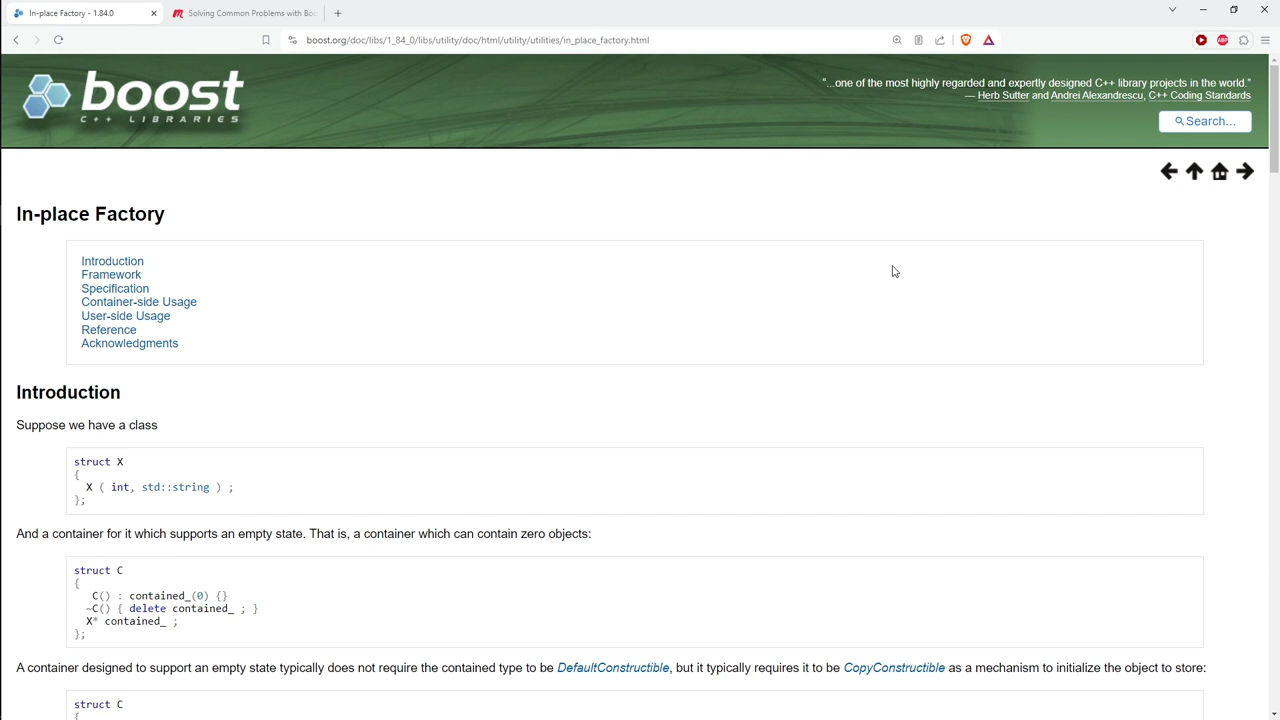 In-place Factory - 1.84.0
Solving Common Problems with Boo
boost.org/doc/libs/1_84_0/libs/utility/doc/html/utility/utilities/in_place_factory.html
ABP
boost
C++ LIBRARIES
"...one of the most highly regarded and expertly designed C++ library projects in the world."
— Herb Sutter and Andrei Alexandrescu, C++ Coding Standards
Search...
In-place Factory
Introduction
Framework
Specification
Container-side Usage
User-side Usage
Reference
Acknowledgments
Introduction
Suppose we have a class
struct X
{
X ( int, std::string ) ;
};
And a container for it which supports an empty state. That is, a container which can contain zero objects:
struct C
{
C() : contained_(0) {}
~C() { delete contained_ ; }
X* contained_ ;
};
A container designed to support an empty state typically does not require the contained type to be DefaultConstructible, but it typically requires it to be CopyConstructible as a mechanism to initialize the object to store:
struct C
{